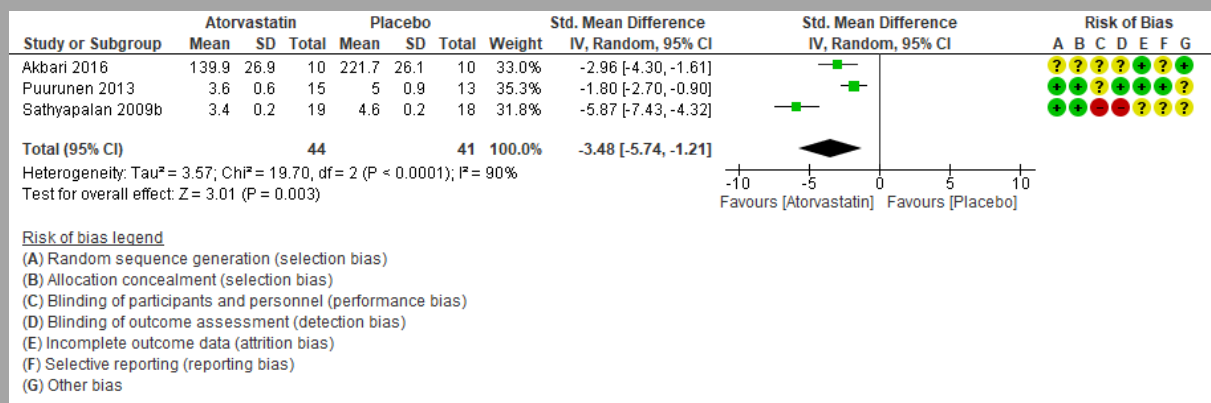 Atorvastatin Placebo Std. Mean Difference Std. Mean Difference Risk of Bias
Study or Subgroup Mean SD Total Mean SD Total Weight IV, Random, 95% CI IV, Random, 95% CI A B C D E F G
Akbari 2016 139.9 26.9 10 221.7 26.1 10 33.0% -2.96 [-4.30, -1.61] ? ? ? ? + ? +
Puurunen 2013 3.6 0.6 15 5 0.9 13 35.3% -1.80 [-2.70, -0.90] + + ? + + + ?
Sathyapalan 2009b 3.4 0.2 19 4.6 0.2 18 31.8% -5.87 [-7.43, -4.32] + + - - ? ? ?
Total (95% CI) 44 41 100.0% -3.48 [-5.74, -1.21]
Heterogeneity: Tau² = 3.57; Chi² = 19.70, df = 2 (P < 0.0001); I² = 90%
Test for overall effect: Z = 3.01 (P = 0.003)
-10 -5 0 5 10
Favours [Atorvastatin] Favours [Placebo]
Risk of bias legend
(A) Random sequence generation (selection bias)
(B) Allocation concealment (selection bias)
(C) Blinding of participants and personnel (performance bias)
(D) Blinding of outcome assessment (detection bias)
(E) Incomplete outcome data (attrition bias)
(F) Selective reporting (reporting bias)
(G) Other bias